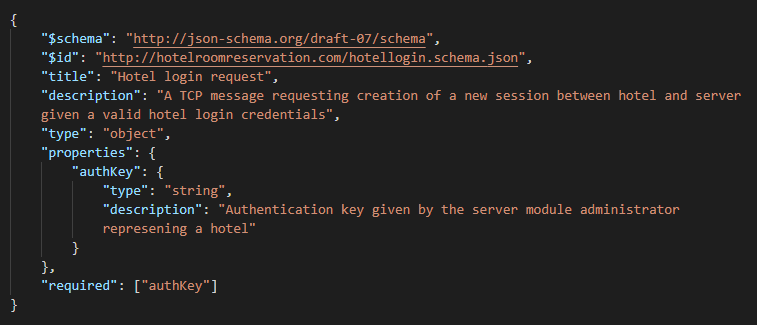 {
"$schema": "http://json-schema.org/draft-07/schema",
"$id": "http://hotelroomreservation.com/hotellogin.schema.json",
"title": "Hotel login request",
"description": "A TCP message requesting creation of a new session between hotel and server
given a valid hotel login credentials",
"type": "object",
"properties": {
"authKey": {
"type": "string",
"description": "Authentication key given by the server module administrator
represening a hotel"
}
},
"required": ["authKey"]
}